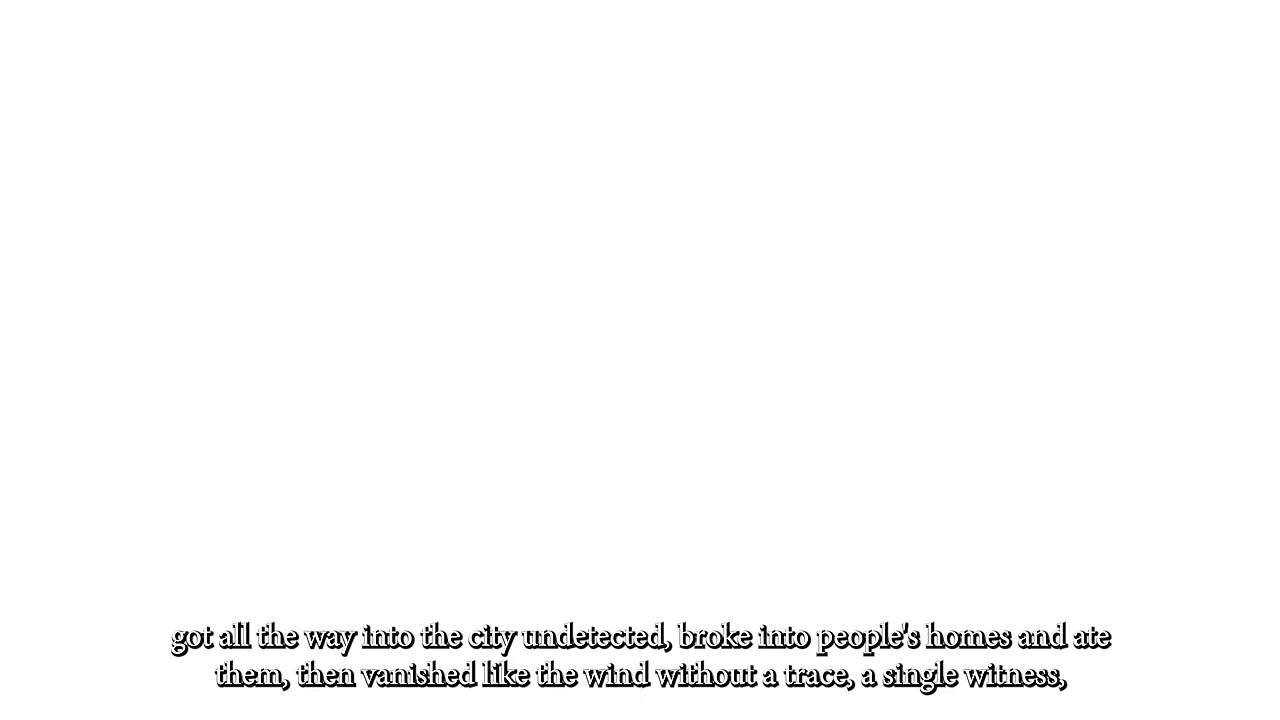 got all the way into the city undetected, broke into people's homes and ate
them, then vanished like the wind without a trace, a single witness,